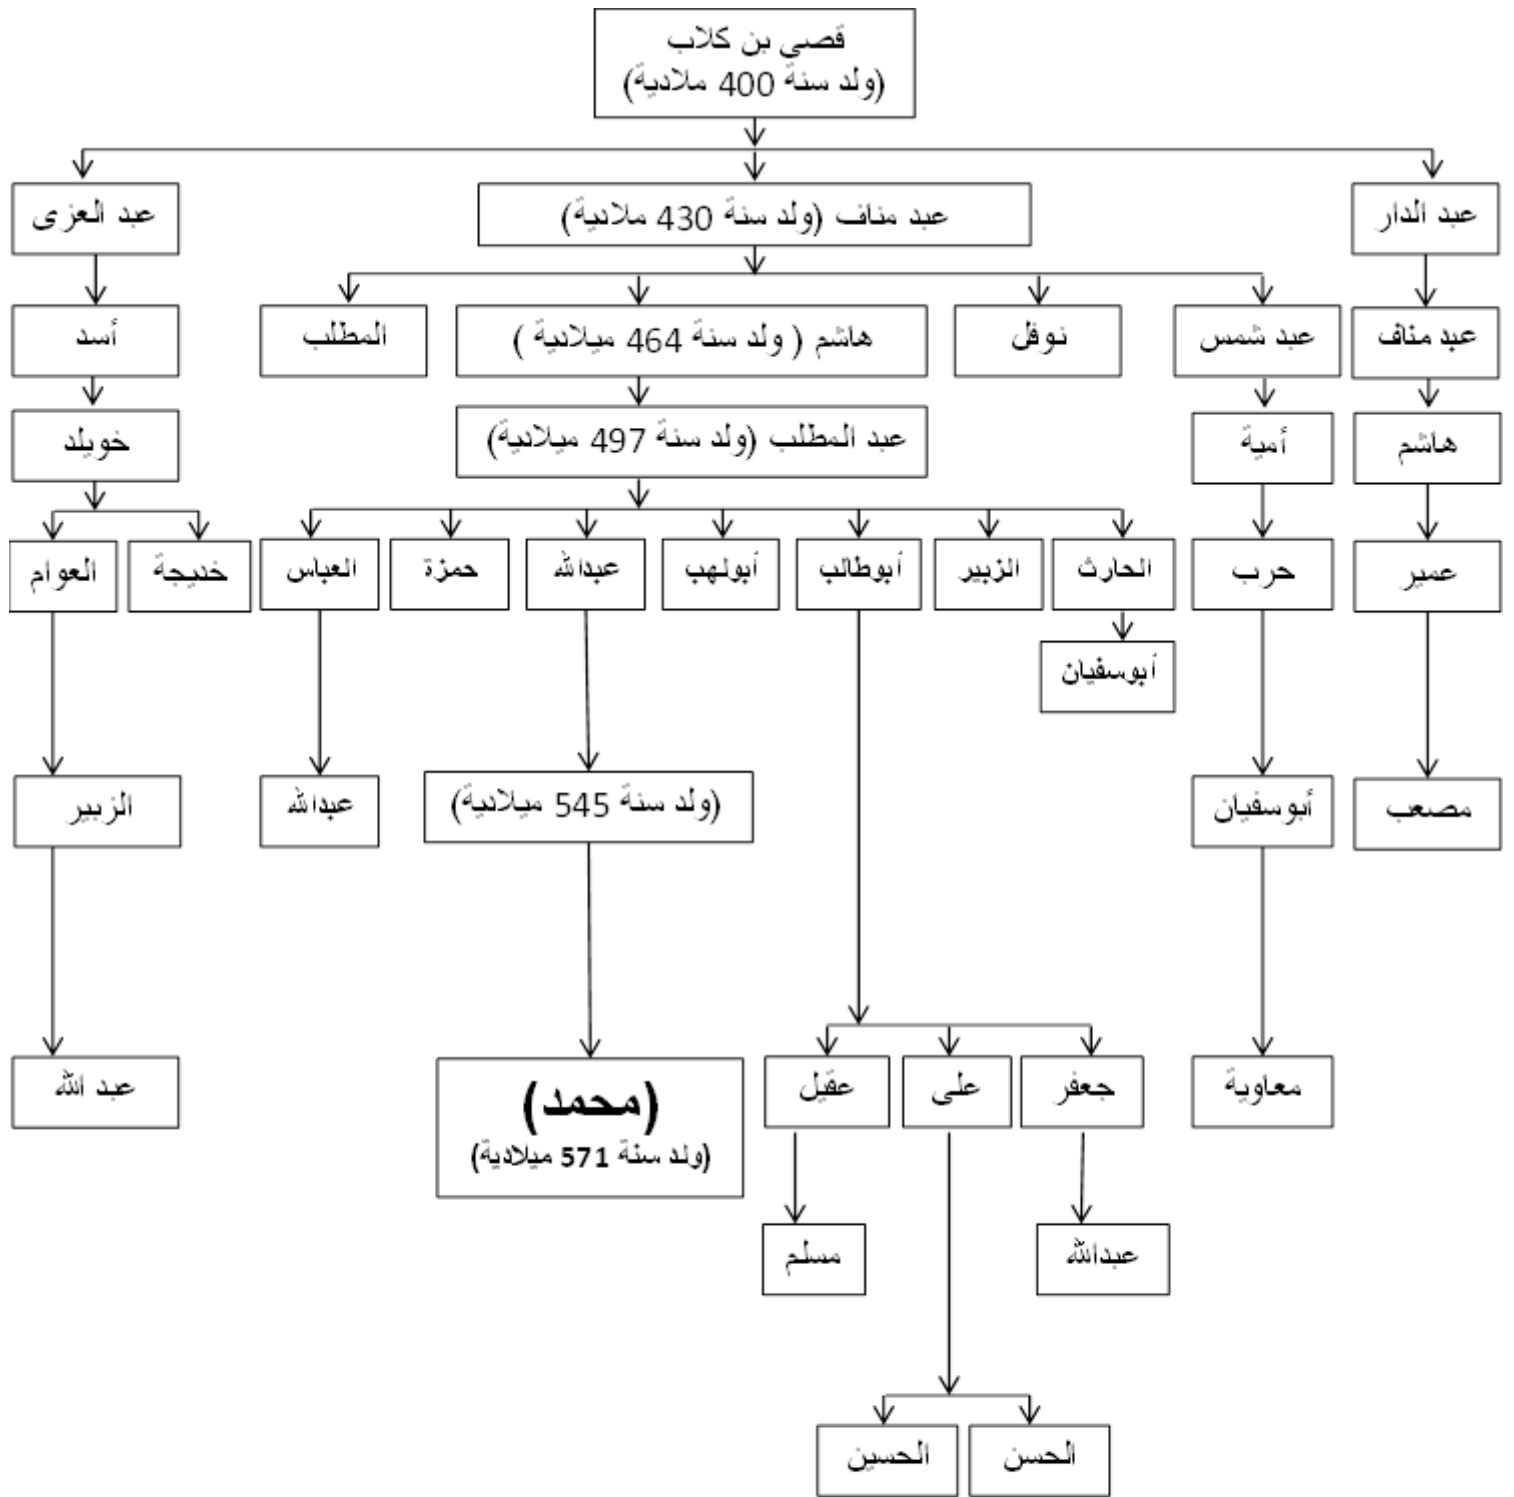 قصى بن كلاب
(ولد سنة 400 ملادية)
عبد الدار
عبد مناف (ولد سنة 430 ملادية)
عبد العزى
عبد مناف
عبد شمس
نوفل
هاشم ( ولد سنة 464 ميلادية )
المطلب
أسد
هاشم
أمية
عبد المطلب (ولد سنة 497 ميلادية)
خويلد
عمير
حرب
الحارث
الزبير
أبوطالب
أبولهب
عبدالله
حمزة
العباس
خديجة
العوام
أبوسفيان
مصعب
أبوسفيان
(ولد سنة 545 ميلادية)
عبدالله
الزبير
معاوية
جعفر
على
عقيل
(محمد)
(ولد سنة 571 ميلادية)
عبد الله
عبدالله
مسلم
الحسن
الحسين